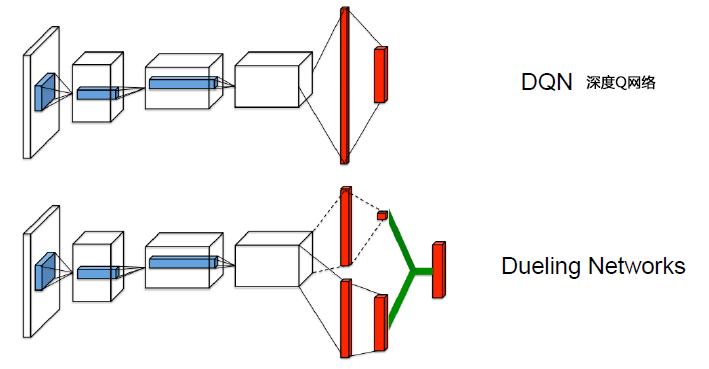 DQN 深度Q网络
Dueling Networks